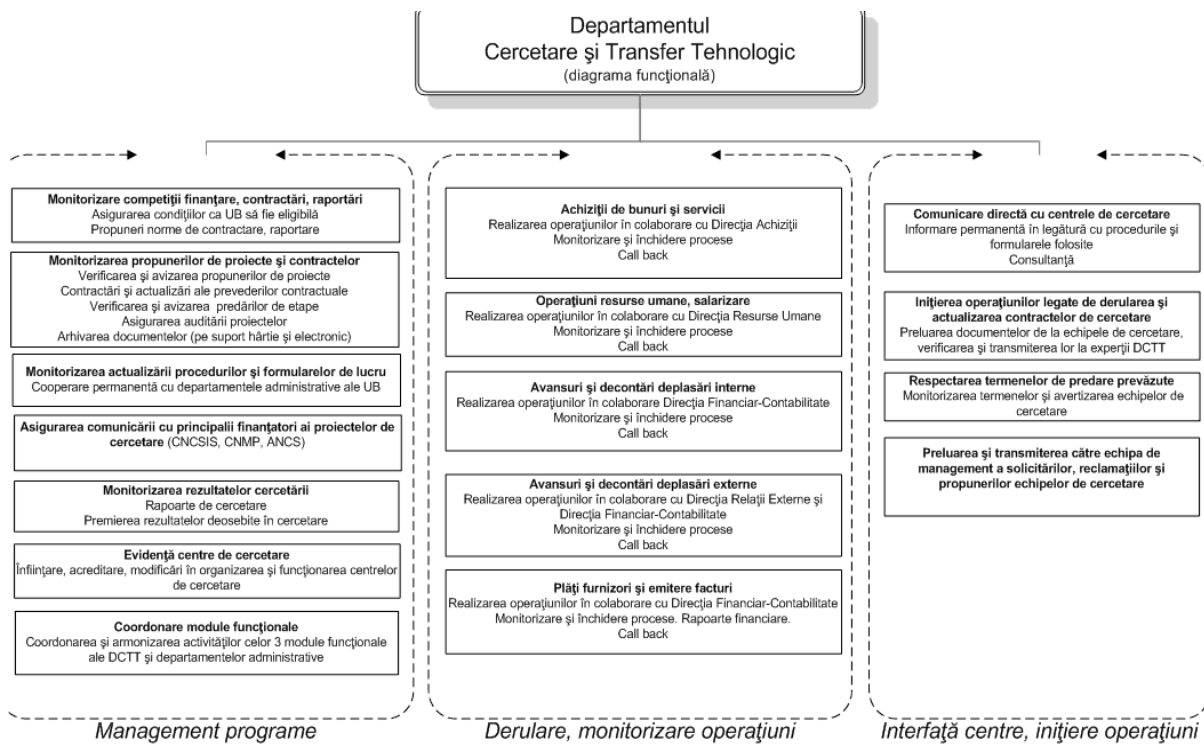 Departamentul
Cercetare şi Transfer Tehnologic
(diagrama funcţională)
Monitorizare competiţii finanţare, contractări, raportări
Asigurarea condiţiilor ca UB să fie eligibilă
Propuneri norme de contractare, raportare
Monitorizarea propunerilor de proiecte şi contractelor
Verificarea şi avizarea propunerilor de proiecte
Contractări şi actualizări ale prevederilor contractuale
Verificarea şi avizarea predărilor de etape
Asigurarea auditării proiectelor
Arhivarea documentelor (pe suport hârtie şi electronic)
Monitorizarea actualizării procedurilor şi formularelor de lucru
Cooperare permanentă cu departamentele administrative ale UB
Asigurarea comunicării cu principalii finanţatori ai proiectelor de
cercetare (CNCSIS, CNMP, ANCS)
Monitorizarea rezultatelor cercetării
Rapoarte de cercetare
Premierea rezultatelor deosebite în cercetare
Evidenţă centre de cercetare
Înfiinţare, acreditare, modificări în organizarea şi funcţionarea centrelor
de cercetare
Coordonare module funcţionale
Coordonarea şi armonizarea activităţilor celor 3 module funcţionale
ale DCTT şi departamentelor administrative
Management programe
Achiziţii de bunuri şi servicii
Realizarea operaţiunilor în colaborare cu Direcţia Achiziţii
Monitorizare şi închidere procese
Call back
Operaţiuni resurse umane, salarizare
Realizarea operaţiunilor în colaborare cu Direcţia Resurse Umane
Monitorizare şi închidere procese
Call back
Avansuri şi decontări deplasări interne
Realizarea operaţiunilor în colaborare Direcţia Financiar-Contabilitate
Monitorizare şi închidere procese
Call back
Avansuri şi decontări deplasări externe
Realizarea operaţiunilor în colaborare cu Direcţia Relaţii Externe şi
Direcţia Financiar-Contabilitate
Monitorizare şi închidere procese
Call back
Plăţi furnizori şi emitere facturi
Realizarea operaţiunilor în colaborare cu Direcţia Financiar-Contabilitate
Monitorizare şi închidere procese. Rapoarte financiare.
Call back
Derulare, monitorizare operaţiuni
Comunicare directă cu centrele de cercetare
Informare permanentă în legătură cu procedurile şi
formularele folosite
Consultanţă
Iniţierea operaţiunilor legate de derularea şi
actualizarea contractelor de cercetare
Preluarea documentelor de la echipele de cercetare,
verificarea şi transmiterea lor la experţii DCTT
Respectarea termenelor de predare prevăzute
Monitorizarea termenelor şi avertizarea echipelor de
cercetare
Preluarea şi transmiterea către echipa de
management a solicitărilor, reclamaţiilor şi
propunerilor echipelor de cercetare
Interfaţă centre, iniţiere operaţiuni